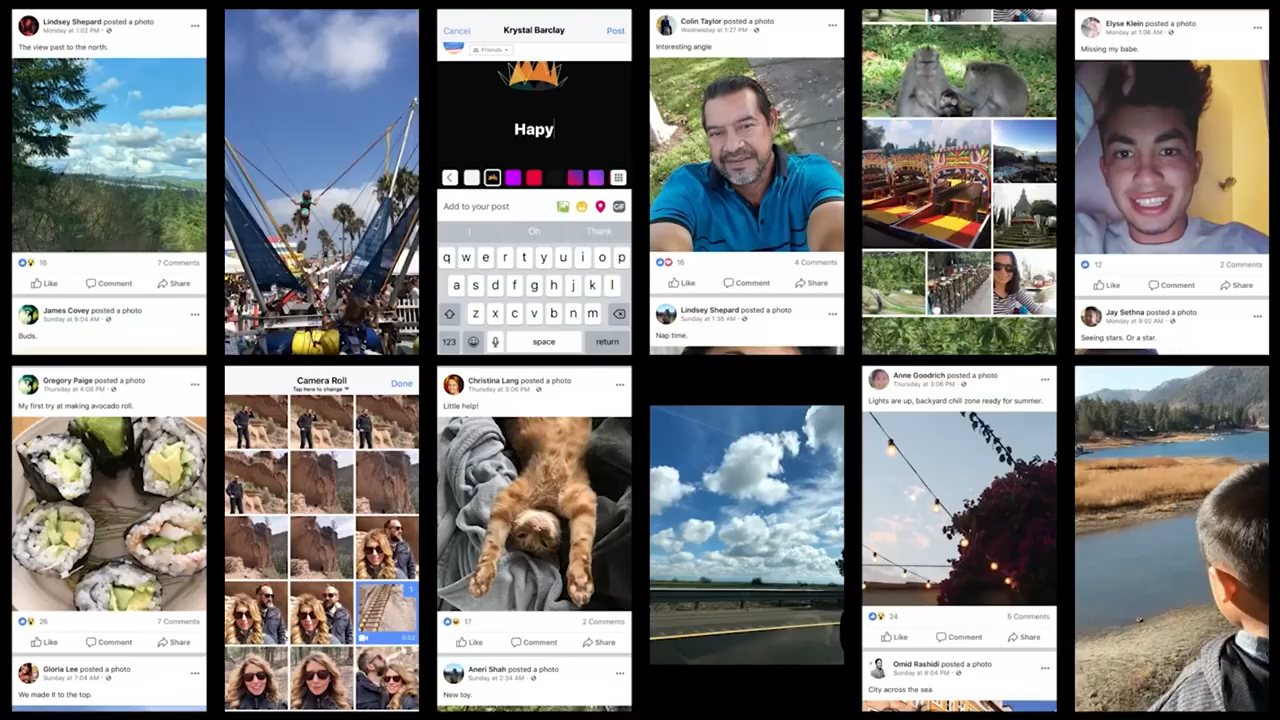 Lindsey Shepard posted a photo
Monday at 1:02 PM
The view past to the north.
16
7 Comments
Like
Comment
Share
James Covey posted a photo
Sunday at 9:04 AM
Buds.
Cancel
Krystal Barclay
Post
Friends
Hapy
Add to your post
GIF
I
Oh
Thank
q w e r t y u i o p
a s d f g h j k l
z x c v b n m
123
space
return
Colin Taylor posted a photo
Wednesday at 1:27 PM
Interesting angle
16
4 Comments
Like
Comment
Share
Lindsey Shepard posted a photo
Sunday at 1:35 AM
Nap time.
Elyse Klein posted a photo
Monday at 1:06 AM
Missing my babe.
12
2 Comments
Like
Comment
Share
Jay Sethna posted a photo
Monday at 9:02 AM
Seeing stars. Or a star.
Gregory Paige posted a photo
Thursday at 4:08 PM
My first try at making avocado roll.
26
7 Comments
Like
Comment
Share
Gloria Lee posted a photo
Sunday at 7:04 AM
We made it to the top.
Camera Roll
Tap here to change
Done
1
0:02
Christina Lang posted a photo
Thursday at 3:06 PM
Little help!
17
2 Comments
Like
Comment
Share
Aneri Shah posted a photo
Sunday at 2:34 AM
New toy.
Anne Goodrich posted a photo
Thursday at 3:06 PM
Lights are up, backyard chill zone ready for summer.
24
5 Comments
Like
Comment
Share
Omid Rashidi posted a photo
Sunday at 8:04 PM
City across the sea.